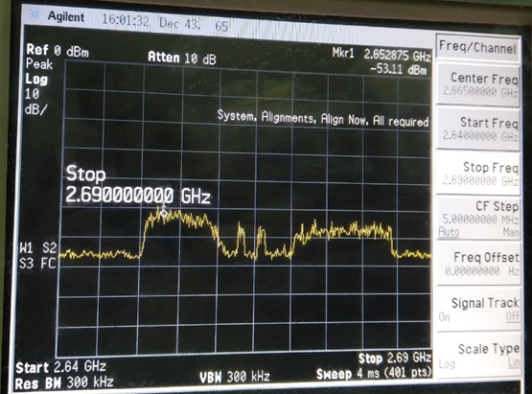 Agilent 16:01:32 Dec 43, 65
Ref 0 dBm Atten 10 dB Mkr1 2.652875 GHz
Peak -53.11 dBm
Log
10
dB/
System, Alignments, Align Now, All required
Stop
2.690000000 GHz
W1 S2
S3 FC
Start 2.64 GHz Stop 2.69 GHz
Res BW 300 kHz VBW 300 kHz Sweep 4 ms (401 pts)
Freq/Channel
Center Freq
2.66500000 GHz
Start Freq
2.64000000 GHz
Stop Freq
2.69000000 GHz
CF Step
5.00000000 MHz
Auto Man
Freq Offset
0.00000000 Hz
Signal Track
On Off
Scale Type
Log Lin